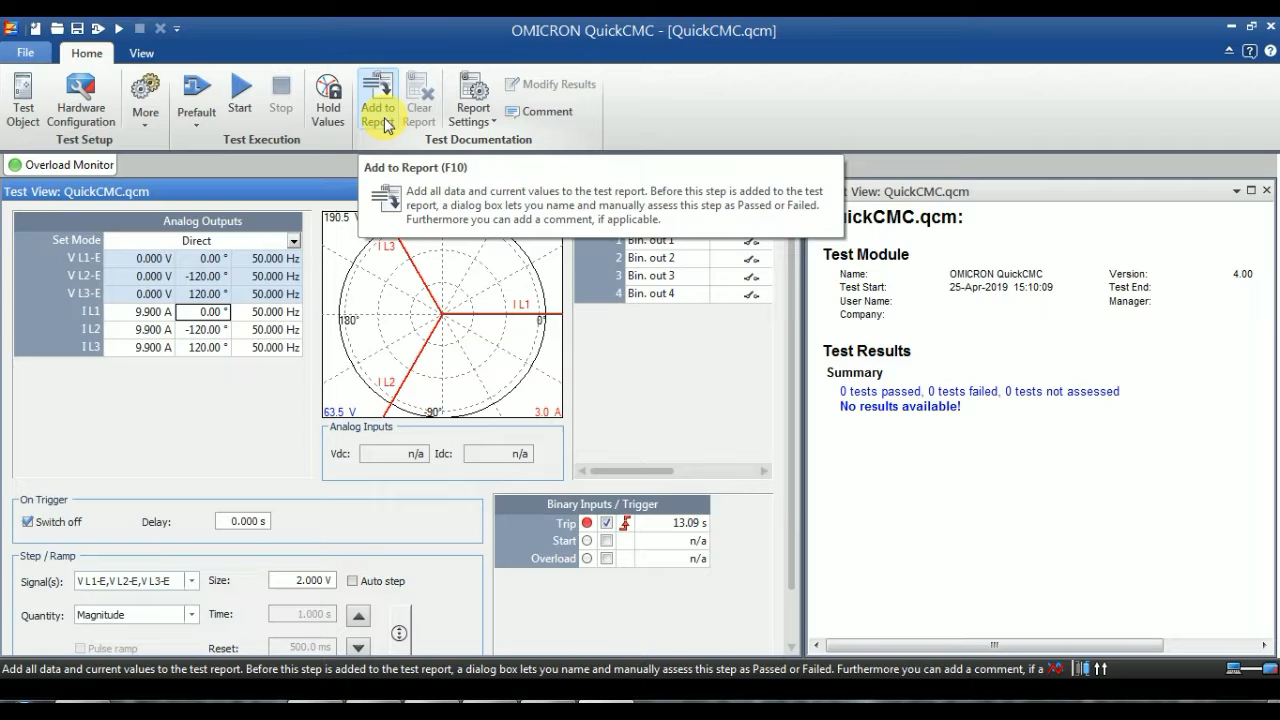 OMICRON QuickCMC - [QuickCMC.qcm]
File
Home
View
Test
Object
Hardware
Configuration
More
Prefault
Start
Stop
Hold
Values
Add to
Report
Clear
Report
Report
Settings
Modify Results
Comment
Test Setup
Test Execution
Test Documentation
Overload Monitor
Add to Report (F10)
Add all data and current values to the test report. Before this step is added to the test
report, a dialog box lets you name and manually assess this step as Passed or Failed.
Furthermore you can add a comment, if applicable.
Test View: QuickCMC.qcm
Analog Outputs
Set Mode Direct
V L1-E 0.000 V 0.00 ° 50.000 Hz
V L2-E 0.000 V -120.00 ° 50.000 Hz
V L3-E 0.000 V 120.00 ° 50.000 Hz
I L1 9.900 A 0.00 ° 50.000 Hz
I L2 9.900 A -120.00 ° 50.000 Hz
I L3 9.900 A 120.00 ° 50.000 Hz
190.5 V
I L3
I L1
180°
0°
I L2
63.5 V
-90°
3.0 A
Analog Inputs
Vdc: n/a Idc: n/a
1 Bin. out 1
2 Bin. out 2
3 Bin. out 3
4 Bin. out 4
On Trigger
Switch off Delay: 0.000 s
Step / Ramp
Signal(s): V L1-E,V L2-E,V L3-E Size: 2.000 V Auto step
Quantity: Magnitude Time: 1.000 s
Pulse ramp Reset: 500.0 ms
Binary Inputs / Trigger
Trip 13.09 s
Start n/a
Overload n/a
View: QuickCMC.qcm
uickCMC.qcm:
Test Module
Name: OMICRON QuickCMC Version: 4.00
Test Start: 25-Apr-2019 15:10:09 Test End:
User Name: Manager:
Company:
Test Results
Summary
0 tests passed, 0 tests failed, 0 tests not assessed
No results available!
Add all data and current values to the test report. Before this step is added to the test report, a dialog box lets you name and manually assess this step as Passed or Failed. Furthermore you can add a comment, if a